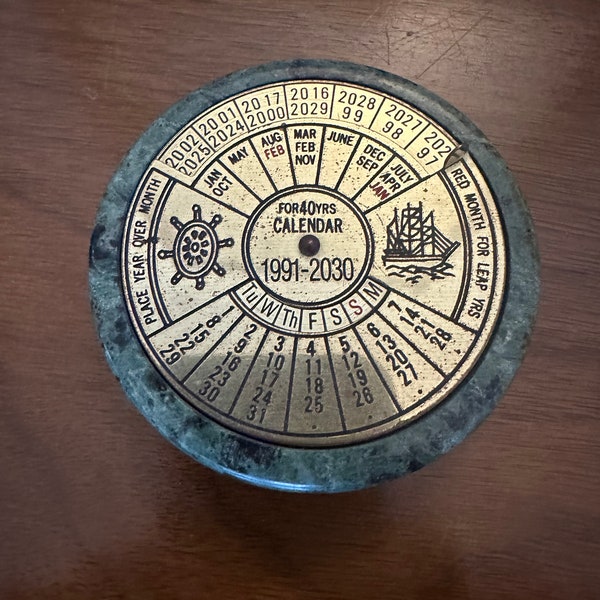 2002 2001 2017 2016 2028 2027
2025 2024 2000 2029 99 98 97
JAN MAY AUG MAR JUNE DEC JULY
OCT FEB FEB SEP APR
NOV JAN
PLACE YEAR OVER MONTH
RED MONTH FOR LEAP YRS
FOR 40 YRS
CALENDAR
1991-2030
Tu W Th F S S M
1 2 3 4 5 6 7
8 9 10 11 12 13 14
15 16 17 18 19 20 21
22 23 24 25 26 27 28
29 30 31